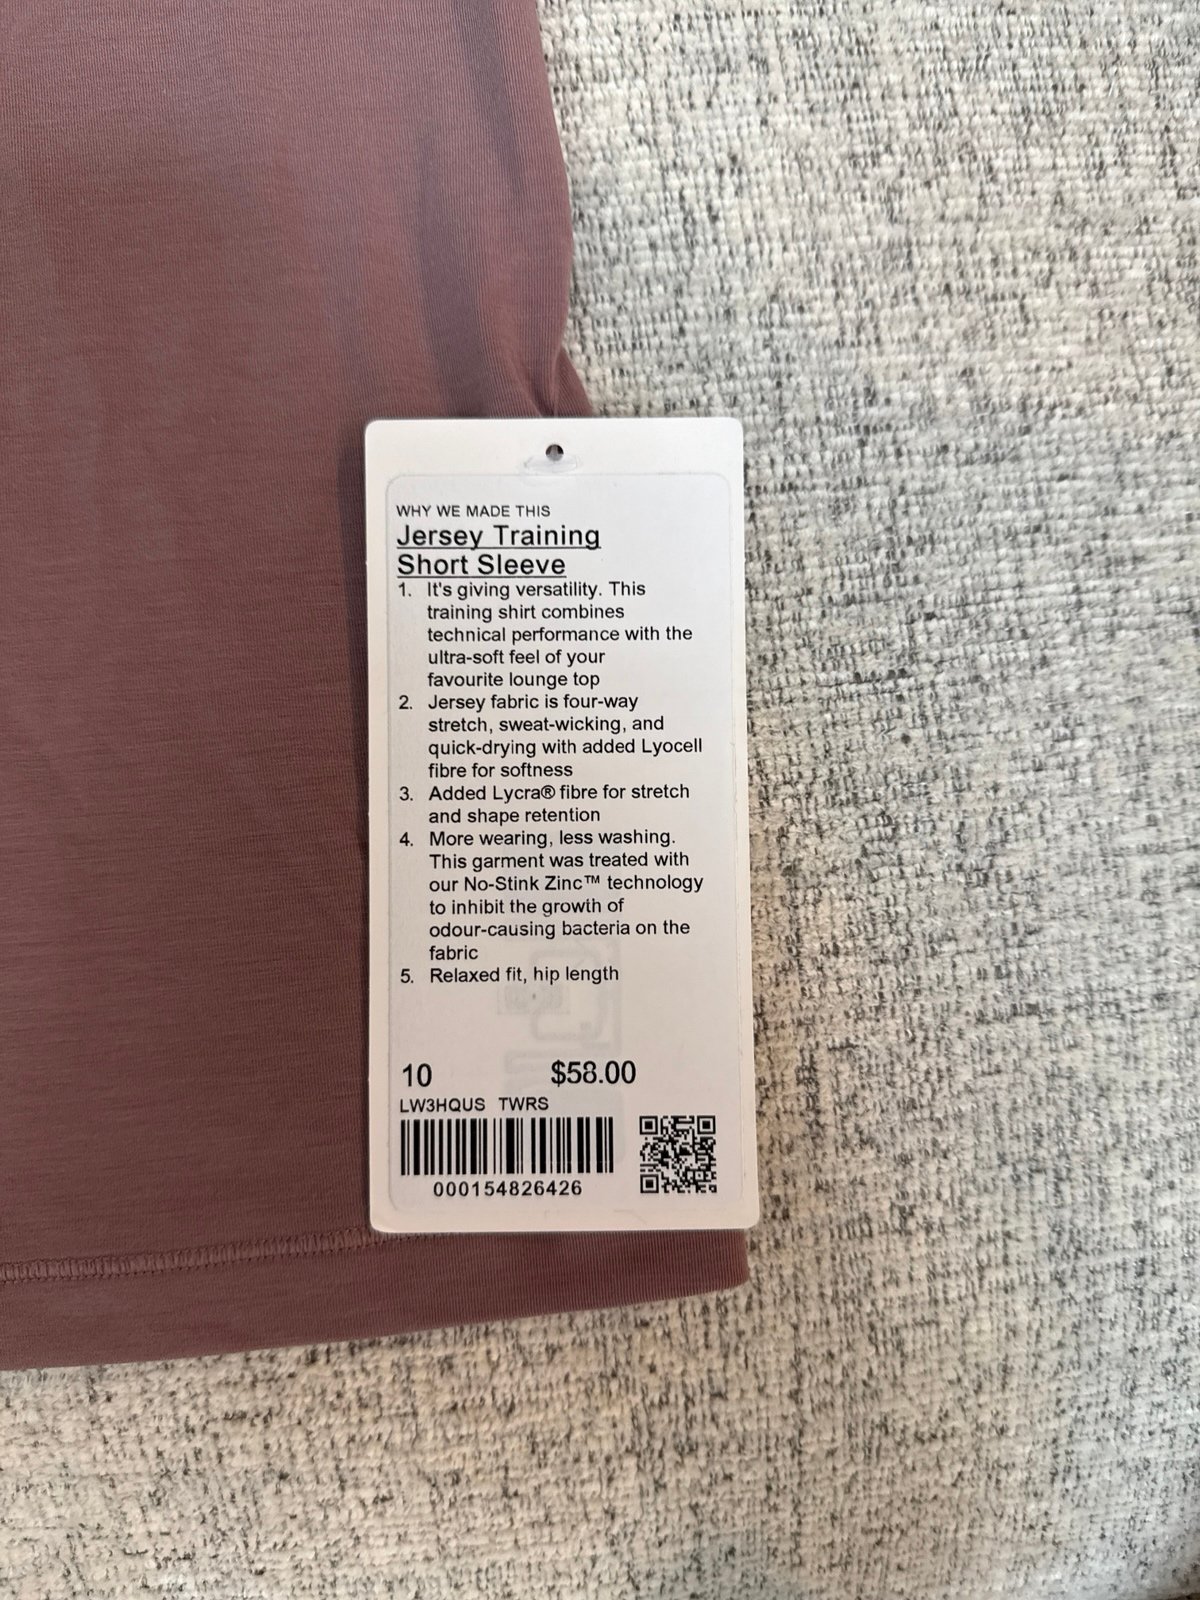 WHY WE MADE THIS
Jersey Training
Short Sleeve
1. It's giving versatility. This
training shirt combines
technical performance with the
ultra-soft feel of your
favourite lounge top
2. Jersey fabric is four-way
stretch, sweat-wicking, and
quick-drying with added Lyocell
fibre for softness
3. Added Lycra® fibre for stretch
and shape retention
4. More wearing, less washing.
This garment was treated with
our No-Stink Zinc™ technology
to inhibit the growth of
odour-causing bacteria on the
fabric
5. Relaxed fit, hip length
10 $58.00
LW3HQUS TWRS
000154826426